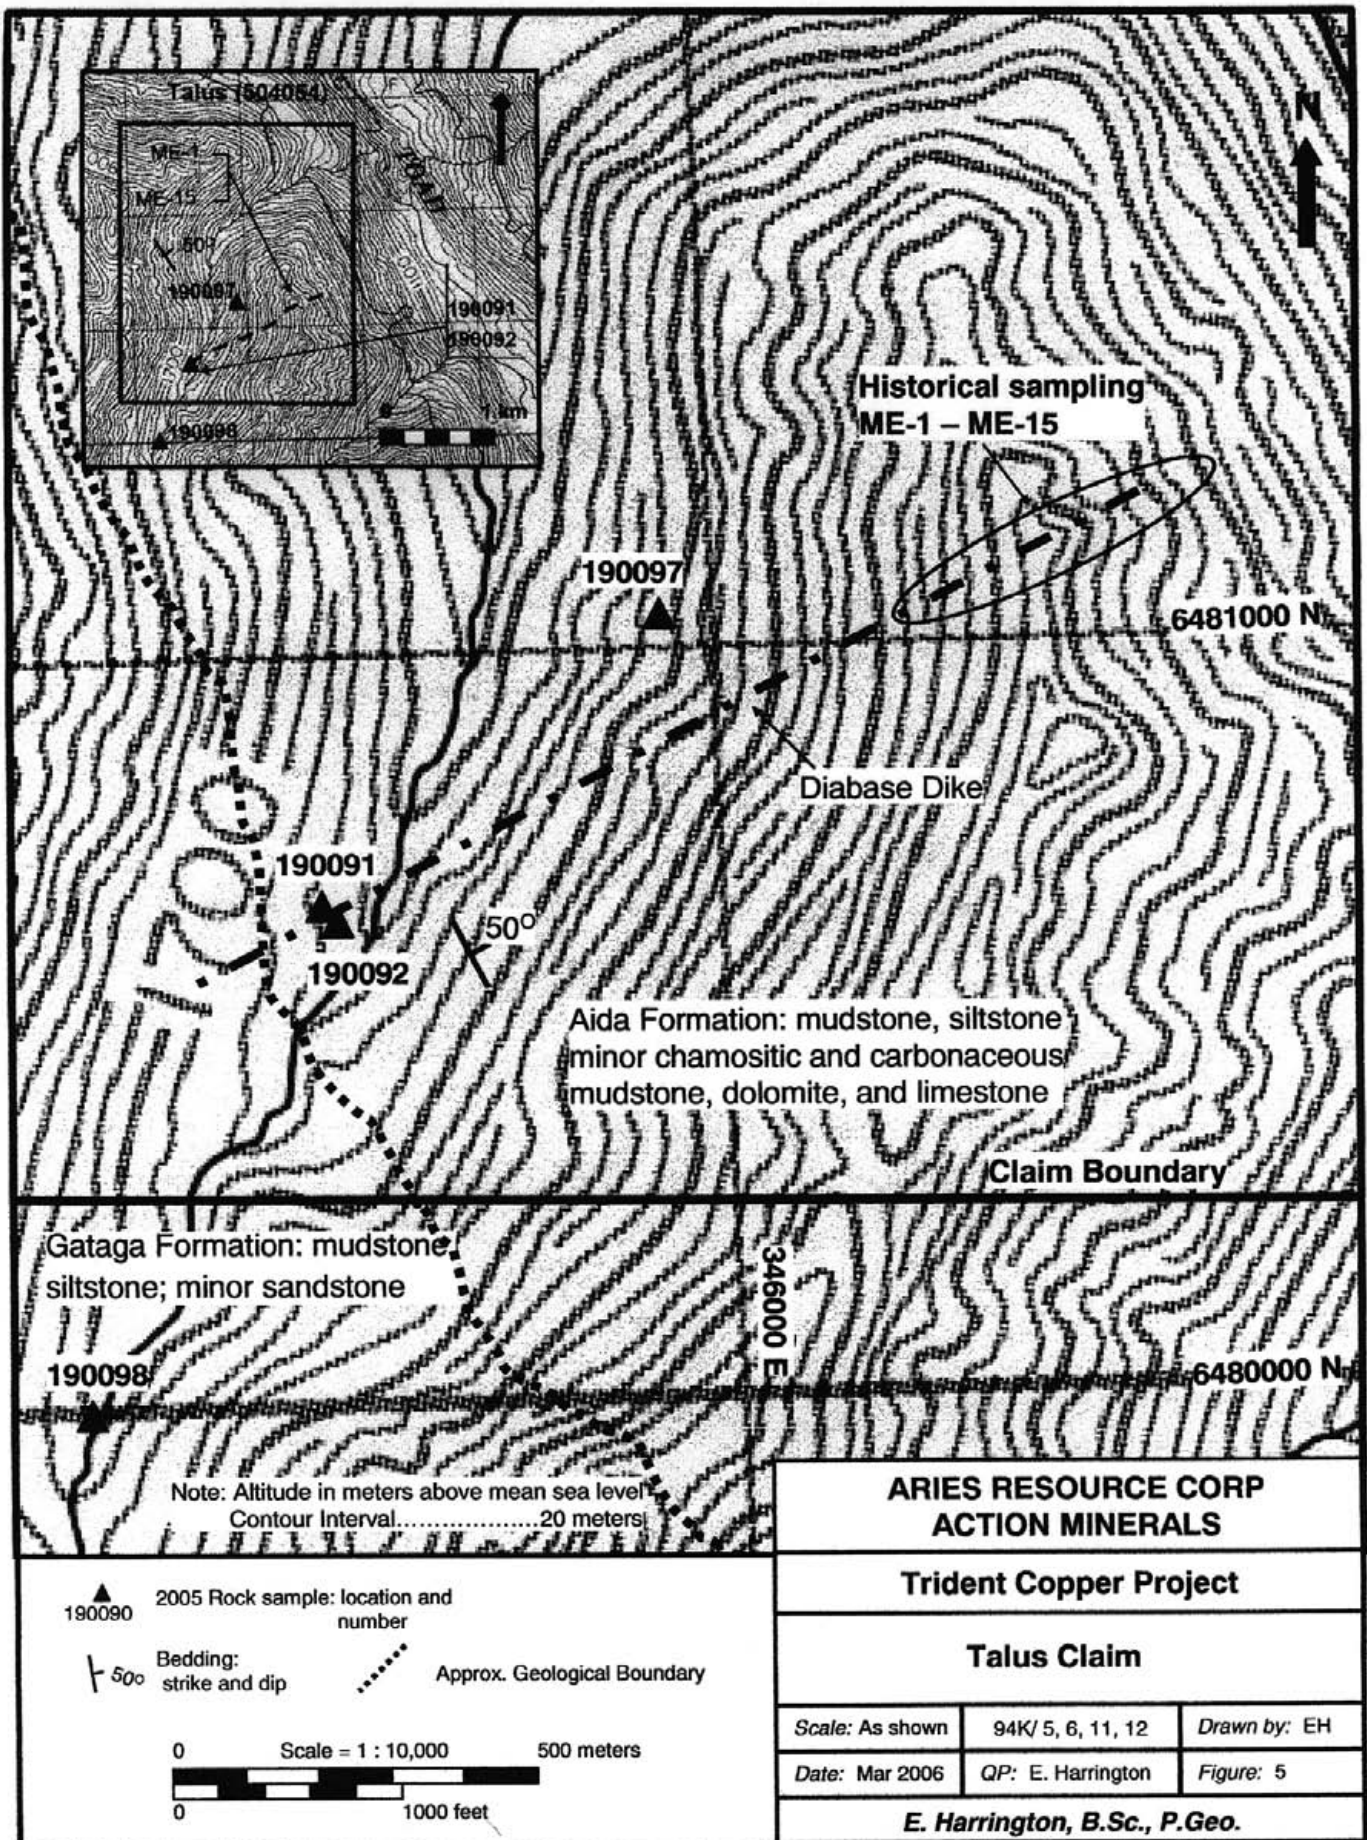 Talus (504054)
ME-1
ME-15
50º
190097
190091
190092
190098
0 1 km
N
Historical sampling
ME-1 – ME-15
190097
6481000 N
Diabase Dike
190091
50º
190092
Aida Formation: mudstone, siltstone
minor chamositic and carbonaceous
mudstone, dolomite, and limestone
Claim Boundary
Gataga Formation: mudstone,
siltstone; minor sandstone
346000 E
190098
6480000 N
Note: Altitude in meters above mean sea level
Contour Interval....................20 meters
190090
2005 Rock sample: location and
number
50º
Bedding:
strike and dip
Approx. Geological Boundary
0 Scale = 1 : 10,000 500 meters
0 1000 feet
ARIES RESOURCE CORP
ACTION MINERALS
Trident Copper Project
Talus Claim
Scale: As shown
94K/ 5, 6, 11, 12
Drawn by: EH
Date: Mar 2006
QP: E. Harrington
Figure: 5
E. Harrington, B.Sc., P.Geo.